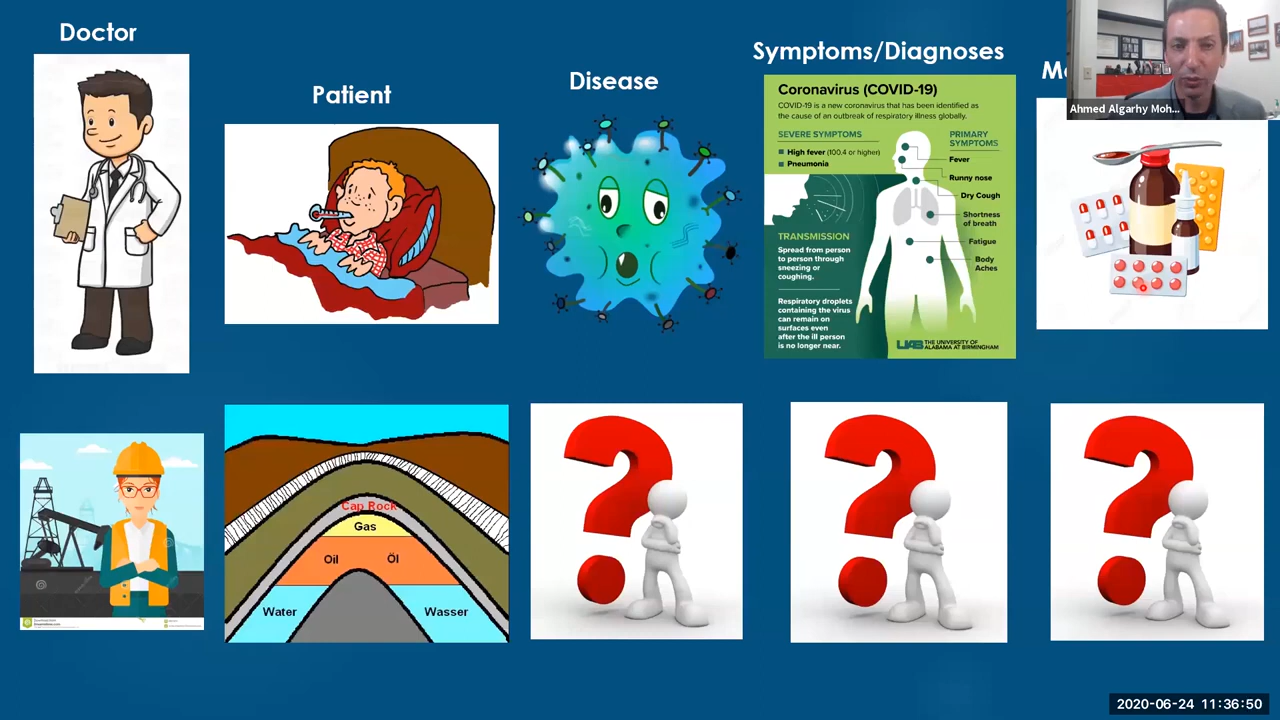 Doctor
Patient
Disease
Symptoms/Diagnoses
Ahmed Algarhy Moh...
Coronavirus (COVID-19)
COVID-19 is a new coronavirus that has been identified as
the cause of an outbreak of respiratory illness globally.
SEVERE SYMPTOMS
High fever (100.4 or higher)
Pneumonia
PRIMARY
SYMPTOMS
Fever
Runny nose
Dry Cough
Shortness
of breath
Fatigue
Body
Aches
TRANSMISSION
Spread from person
to person through
sneezing or
coughing.
Respiratory droplets
containing the virus
can remain on
surfaces even
after the ill person
is no longer near.
UAB THE UNIVERSITY OF
ALABAMA AT BIRMINGHAM
Cap Rock
Gas
Oil Öl
Water Wasser
2020-06-24 11:36:50